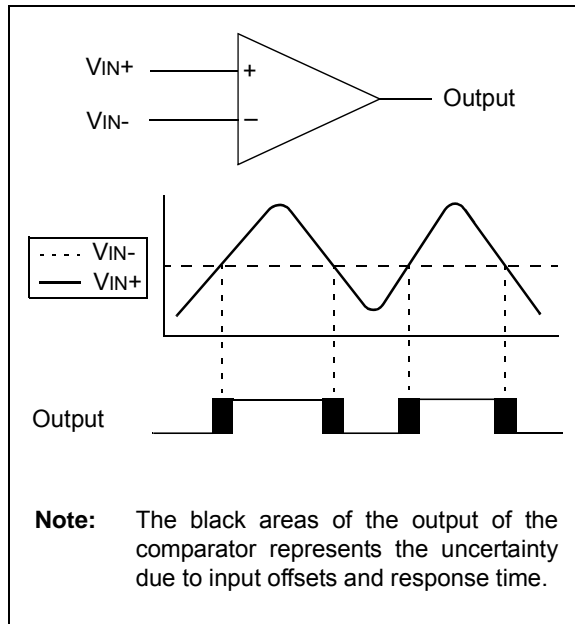 VIN+
+
Output
VIN-
–
VIN-
VIN+
Output
Note: The black areas of the output of the
comparator represents the uncertainty
due to input offsets and response time.